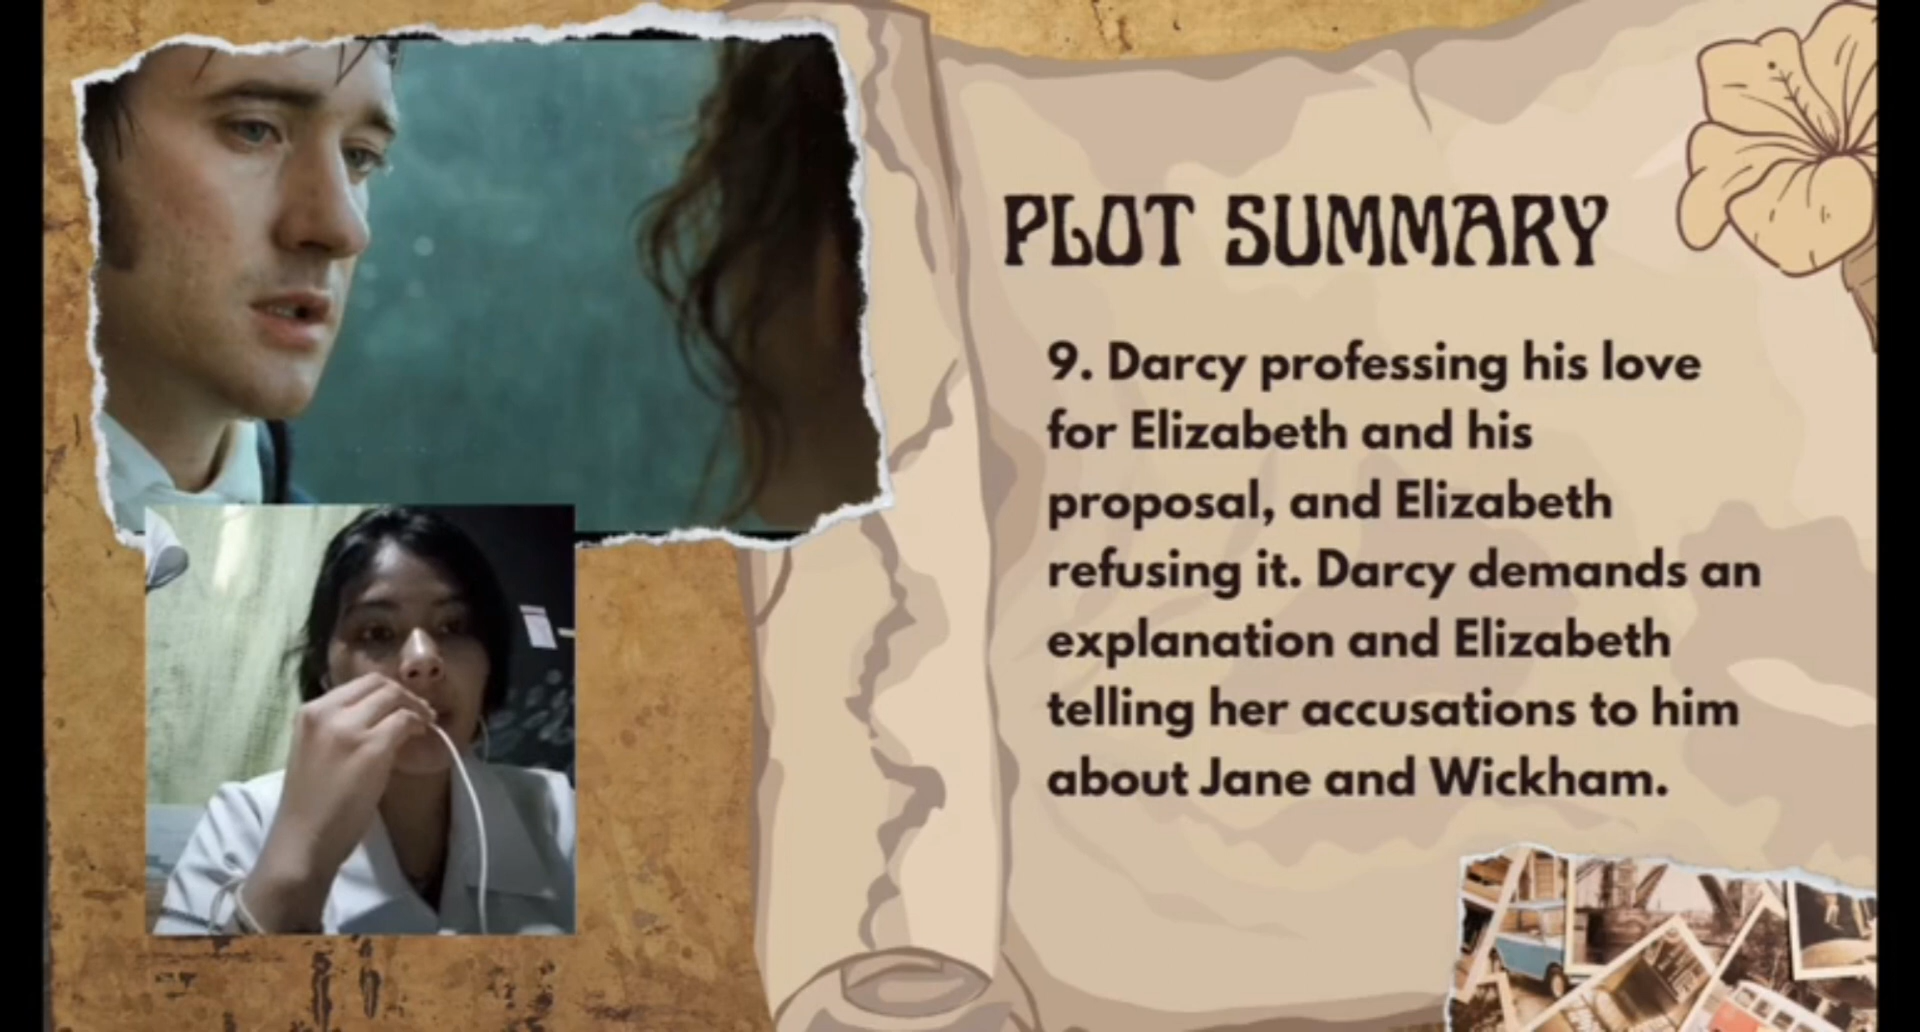 PLOT SUMMARY
9. Darcy professing his love
for Elizabeth and his
proposal, and Elizabeth
refusing it. Darcy demands an
explanation and Elizabeth
telling her accusations to him
about Jane and Wickham.